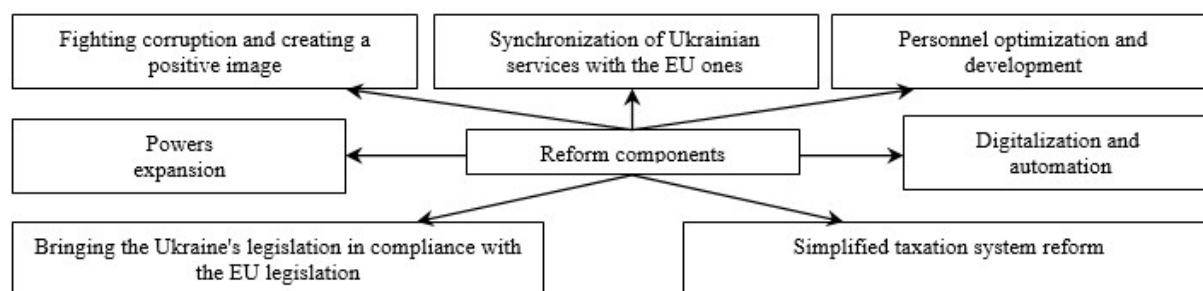 Fighting corruption and creating a
positive image
Synchronization of Ukrainian
services with the EU ones
Personnel optimization and
development
Powers
expansion
Reform components
Digitalization and
automation
Bringing the Ukraine's legislation in compliance with
the EU legislation
Simplified taxation system reform